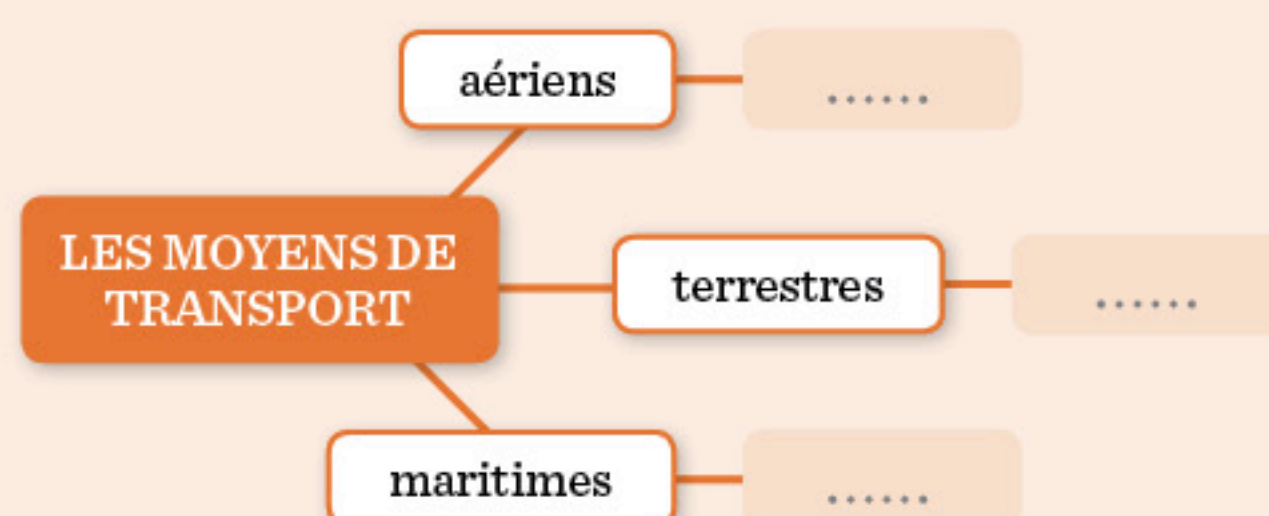 aériens
......
LES MOYENS DE
TRANSPORT
terrestres
......
maritimes
......